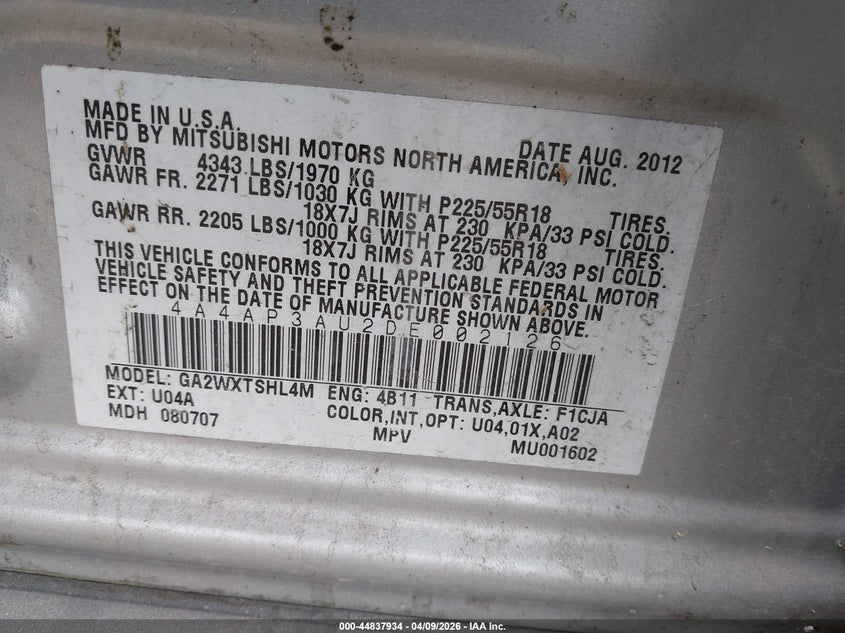 MADE IN U.S.A. DATE AUG. 2012
MFD BY MITSUBISHI MOTORS NORTH AMERICA, INC.
GVWR 4343 LBS/1970 KG
GAWR FR. 2271 LBS/1030 KG WITH P225/55R18 TIRES.
18X7J RIMS AT 230 KPA/33 PSI COLD.
GAWR RR. 2205 LBS/1000 KG WITH P225/55R18 TIRES.
18X7J RIMS AT 230 KPA/33 PSI COLD.
THIS VEHICLE CONFORMS TO ALL APPLICABLE FEDERAL MOTOR
VEHICLE SAFETY AND THEFT PREVENTION STANDARDS IN
EFFECT ON THE DATE OF MANUFACTURE SHOWN ABOVE.
4A4AP3AU2DE002126
MODEL: GA2WXTSHL4M ENG: 4B11 TRANS,AXLE: F1CJA
EXT: U04A COLOR,INT,OPT: U04,01X,A02
MDH 080707 MPV MU001602
000-44837934 - 04/09/2026 - IAA Inc.